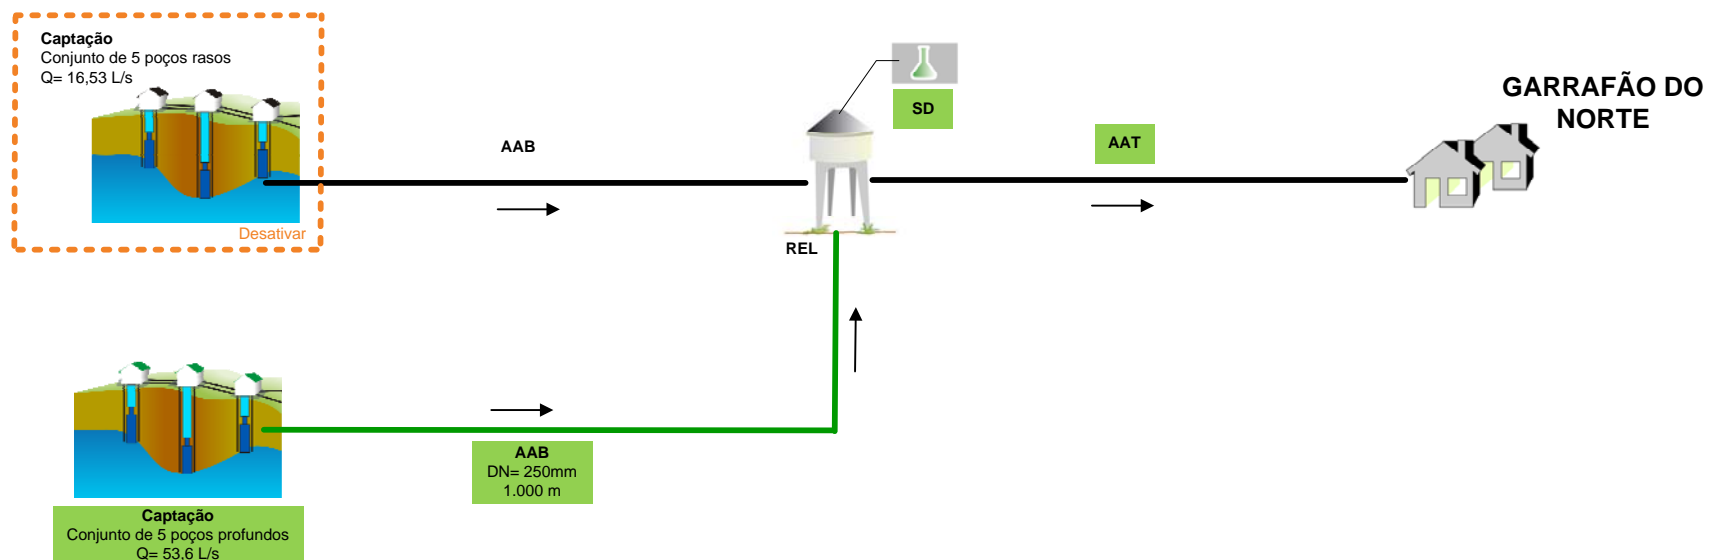 Captação
Conjunto de 5 poços rasos
Q= 16,53 L/s
Desativar
AAB
SD
REL
AAT
GARRAFÃO DO
NORTE
AAB
DN= 250mm
1.000 m
Captação
Conjunto de 5 poços profundos
Q= 53,6 L/s